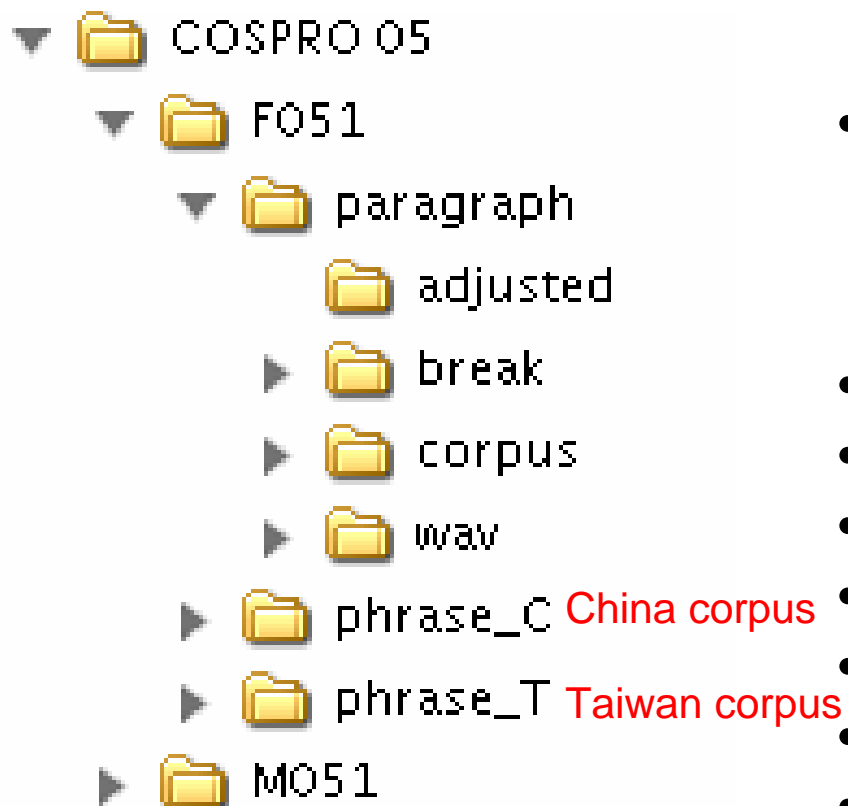 COSPRO 05
F051
paragraph
adjusted
break
corpus
wav
phrase_C China corpus
phrase_T Taiwan corpus
M051